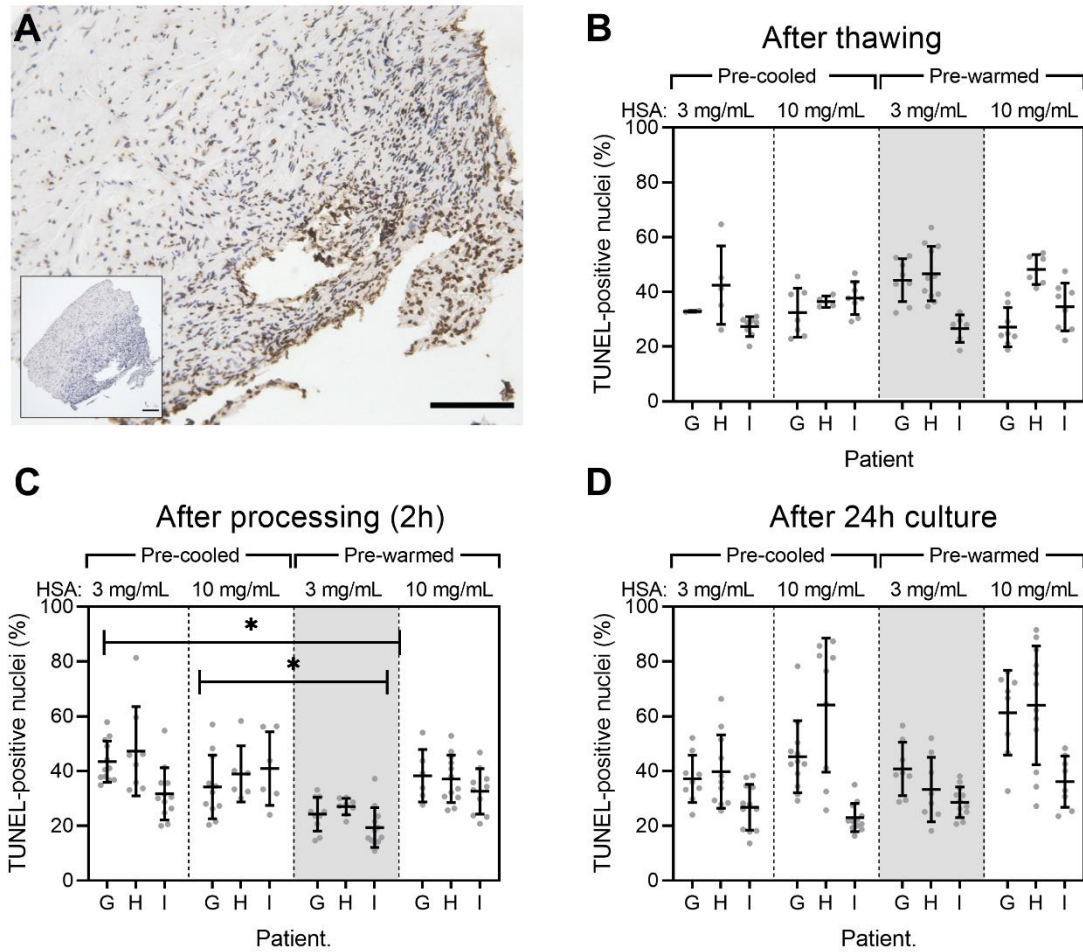 A
B
After thawing
Pre-cooled Pre-warmed
HSA: 3 mg/mL 10 mg/mL 3 mg/mL 10 mg/mL
TUNEL-positive nuclei (%)
100
80
60
40
20
0
G H I G H I G H I G H I
Patient
C
After processing (2h)
Pre-cooled Pre-warmed
HSA: 3 mg/mL 10 mg/mL 3 mg/mL 10 mg/mL
TUNEL-positive nuclei (%)
100
80
60
40
20
0
*
*
G H I G H I G H I G H I
Patient.
D
After 24h culture
Pre-cooled Pre-warmed
HSA: 3 mg/mL 10 mg/mL 3 mg/mL 10 mg/mL
TUNEL-positive nuclei (%)
100
80
60
40
20
0
G H I G H I G H I G H I
Patient.